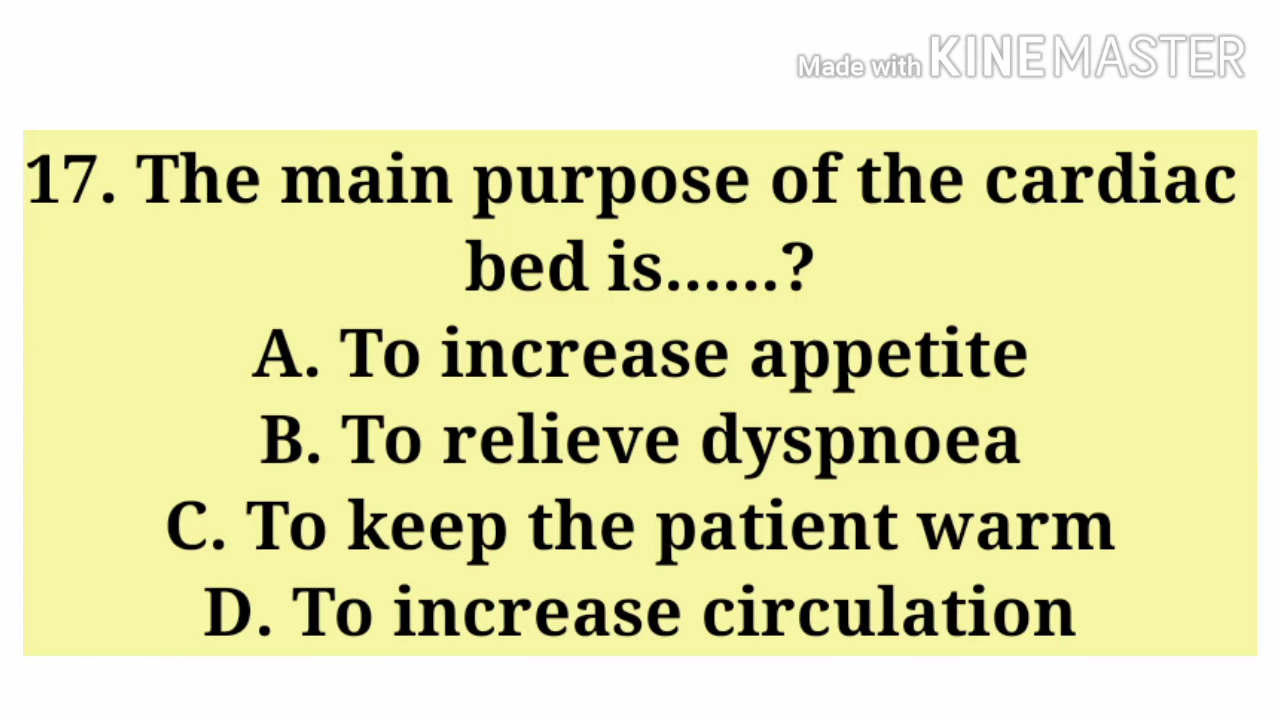 Made with KINEMASTER
17. The main purpose of the cardiac
bed is......?
A. To increase appetite
B. To relieve dyspnoea
C. To keep the patient warm
D. To increase circulation